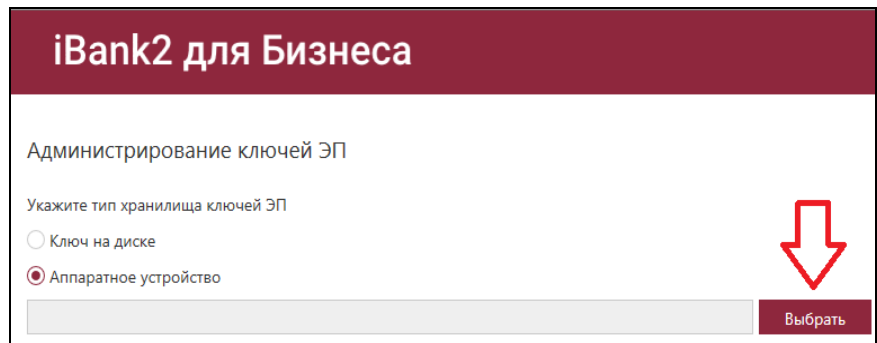 iBank2 для Бизнеса
Администрирование ключей ЭП
Укажите тип хранилища ключей ЭП
Ключ на диске
Аппаратное устройство
Выбрать